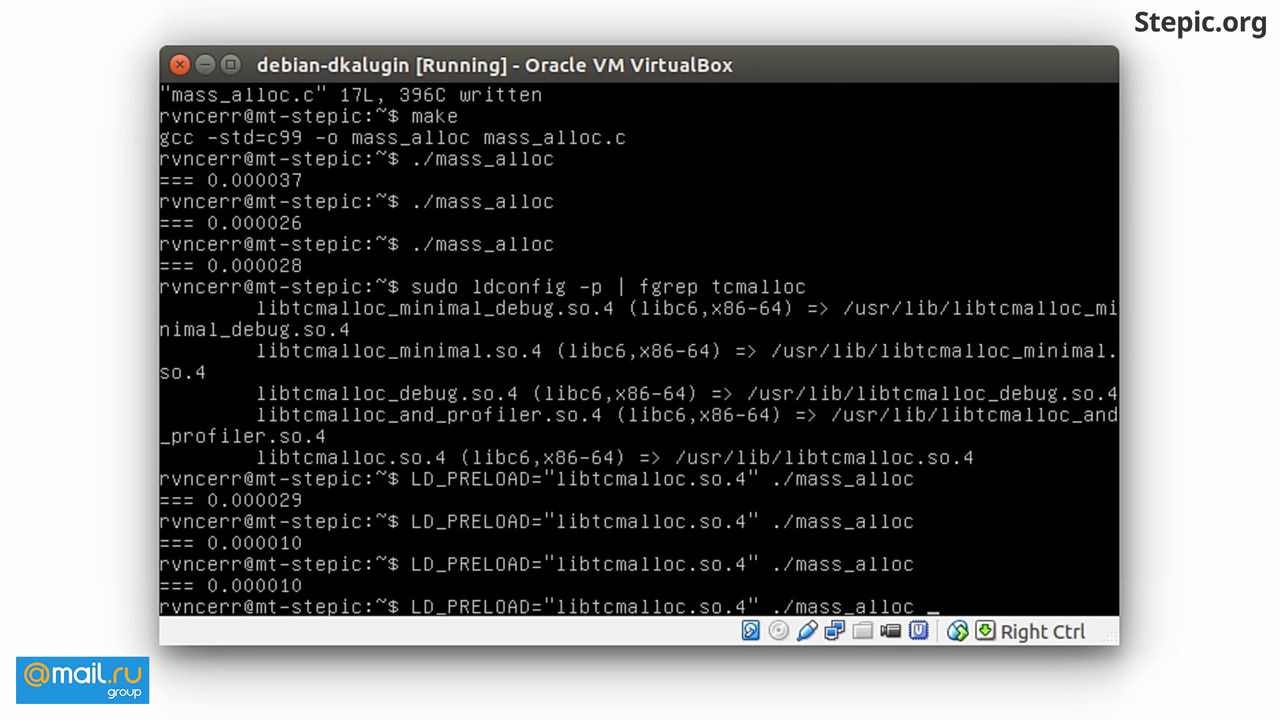 Stepic.org
debian-dkalugin [Running] - Oracle VM VirtualBox
"mass_alloc.c" 17L, 396C written
rvncerr@mt-stepic:~$ make
gcc -std=c99 -o mass_alloc mass_alloc.c
rvncerr@mt-stepic:~$ ./mass_alloc
=== 0.000037
rvncerr@mt-stepic:~$ ./mass_alloc
=== 0.000026
rvncerr@mt-stepic:~$ ./mass_alloc
=== 0.000028
rvncerr@mt-stepic:~$ sudo ldconfig -p | fgrep tcmalloc
libtcmalloc_minimal_debug.so.4 (libc6,x86-64) => /usr/lib/libtcmalloc_mi
nimal_debug.so.4
libtcmalloc_minimal.so.4 (libc6,x86-64) => /usr/lib/libtcmalloc_minimal.
so.4
libtcmalloc_debug.so.4 (libc6,x86-64) => /usr/lib/libtcmalloc_debug.so.4
libtcmalloc_and_profiler.so.4 (libc6,x86-64) => /usr/lib/libtcmalloc_and
_profiler.so.4
libtcmalloc.so.4 (libc6,x86-64) => /usr/lib/libtcmalloc.so.4
rvncerr@mt-stepic:~$ LD_PRELOAD="libtcmalloc.so.4" ./mass_alloc
=== 0.000029
rvncerr@mt-stepic:~$ LD_PRELOAD="libtcmalloc.so.4" ./mass_alloc
=== 0.000010
rvncerr@mt-stepic:~$ LD_PRELOAD="libtcmalloc.so.4" ./mass_alloc
=== 0.000010
rvncerr@mt-stepic:~$ LD_PRELOAD="libtcmalloc.so.4" ./mass_alloc _
Right Ctrl
@mail.ru
group